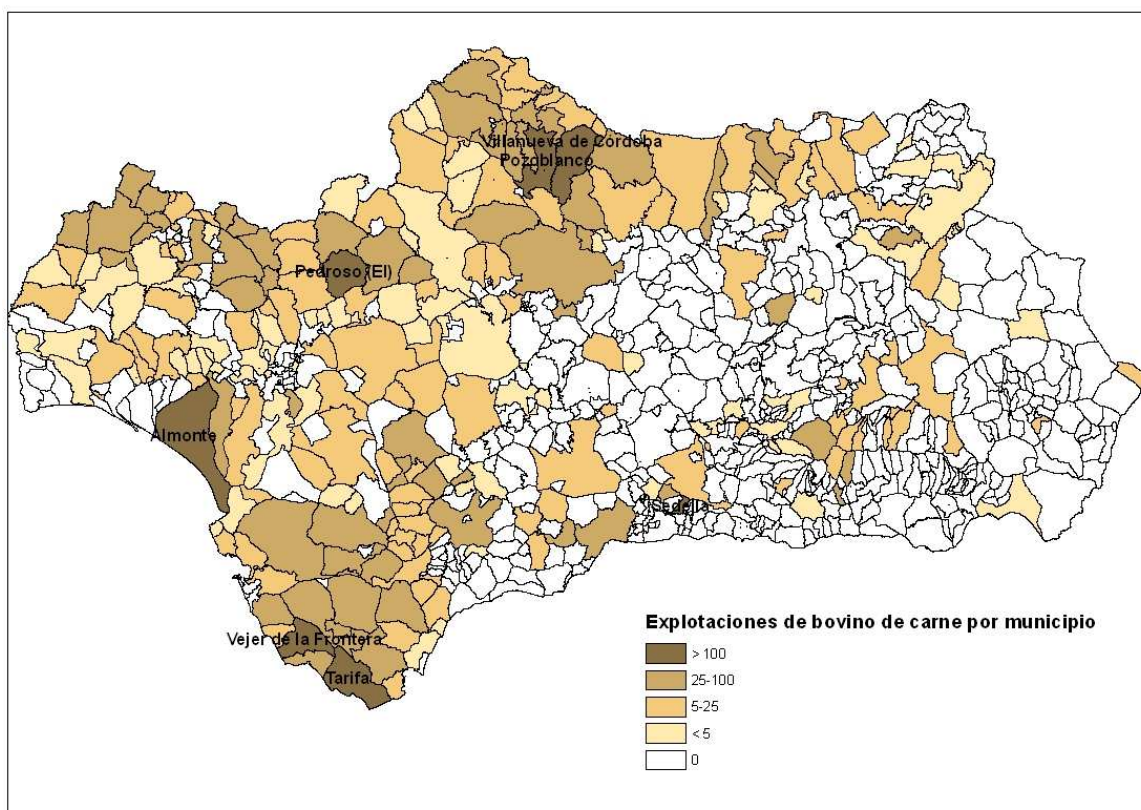 Villanueva de Córdoba
Pozoblanco
Pedroso (El)
Almonte
Sedella
Vejer de la Frontera
Tarifa
Explotaciones de bovino de carne por municipio
> 100
25-100
5-25
< 5
0